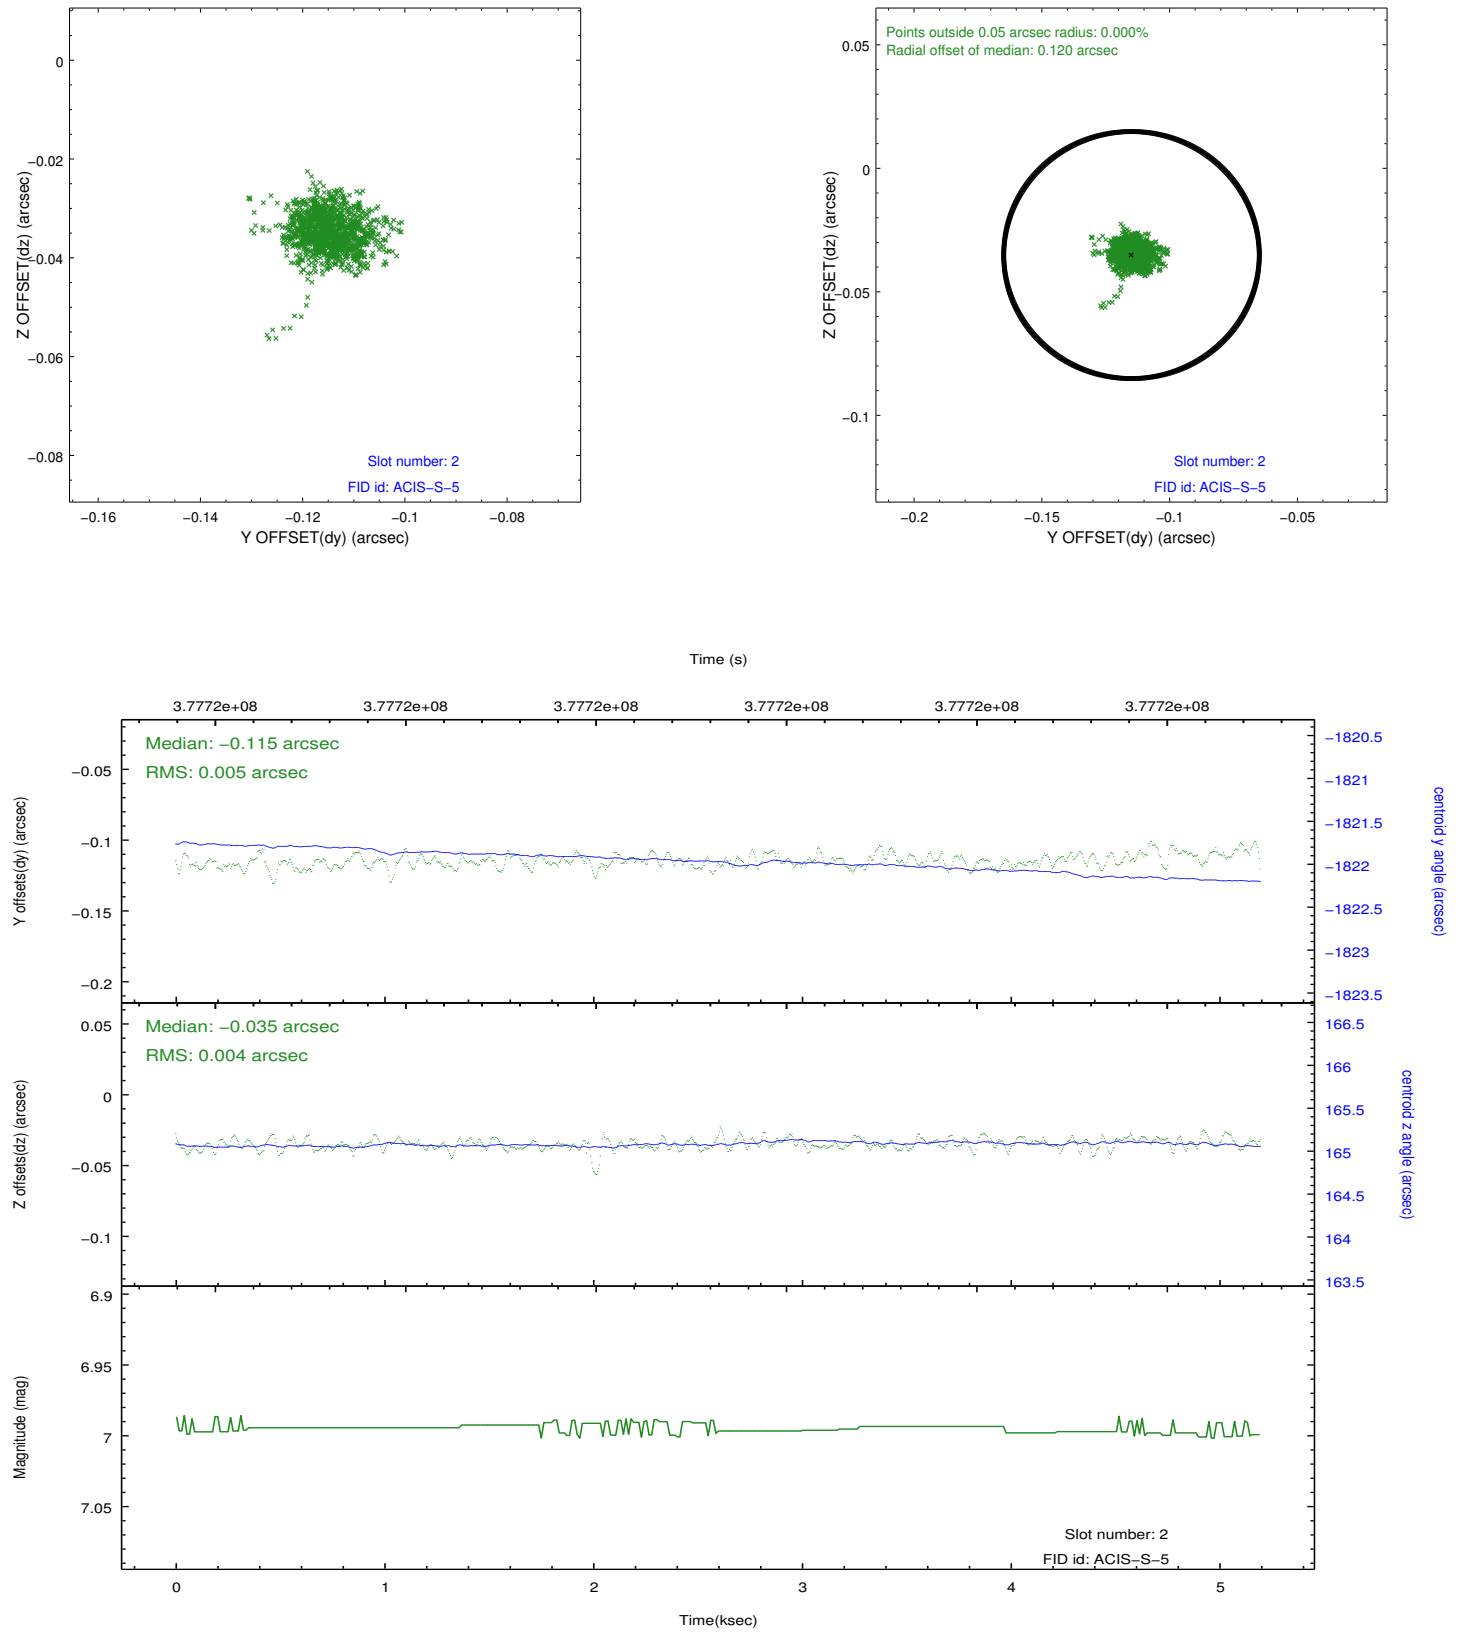 0
−0.02
−0.04
−0.06
−0.08
Z OFFSET(dz) (arcsec)
Slot number: 2
FID id: ACIS−S−5
−0.16
−0.14
−0.12
−0.1
−0.08
Y OFFSET(dy) (arcsec)
Points outside 0.05 arcsec radius: 0.000%
Radial offset of median: 0.120 arcsec
0.05
0
−0.05
−0.1
Z OFFSET(dz) (arcsec)
Slot number: 2
FID id: ACIS−S−5
−0.2
−0.15
−0.1
−0.05
Y OFFSET(dy) (arcsec)
Time (s)
3.7772e+08
3.7772e+08
3.7772e+08
3.7772e+08
3.7772e+08
3.7772e+08
Median: −0.115 arcsec
RMS: 0.005 arcsec
−0.05
−0.1
−0.15
−0.2
Y offsets(dy) (arcsec)
−1820.5
−1821
−1821.5
−1822
−1822.5
−1823
−1823.5
centroid y angle (arcsec)
Median: −0.035 arcsec
RMS: 0.004 arcsec
0.05
0
−0.05
−0.1
Z offsets(dz) (arcsec)
166.5
166
165.5
165
164.5
164
163.5
centroid z angle (arcsec)
6.9
6.95
7
7.05
Magnitude (mag)
Slot number: 2
FID id: ACIS−S−5
0
1
2
3
4
5
Time(ksec)